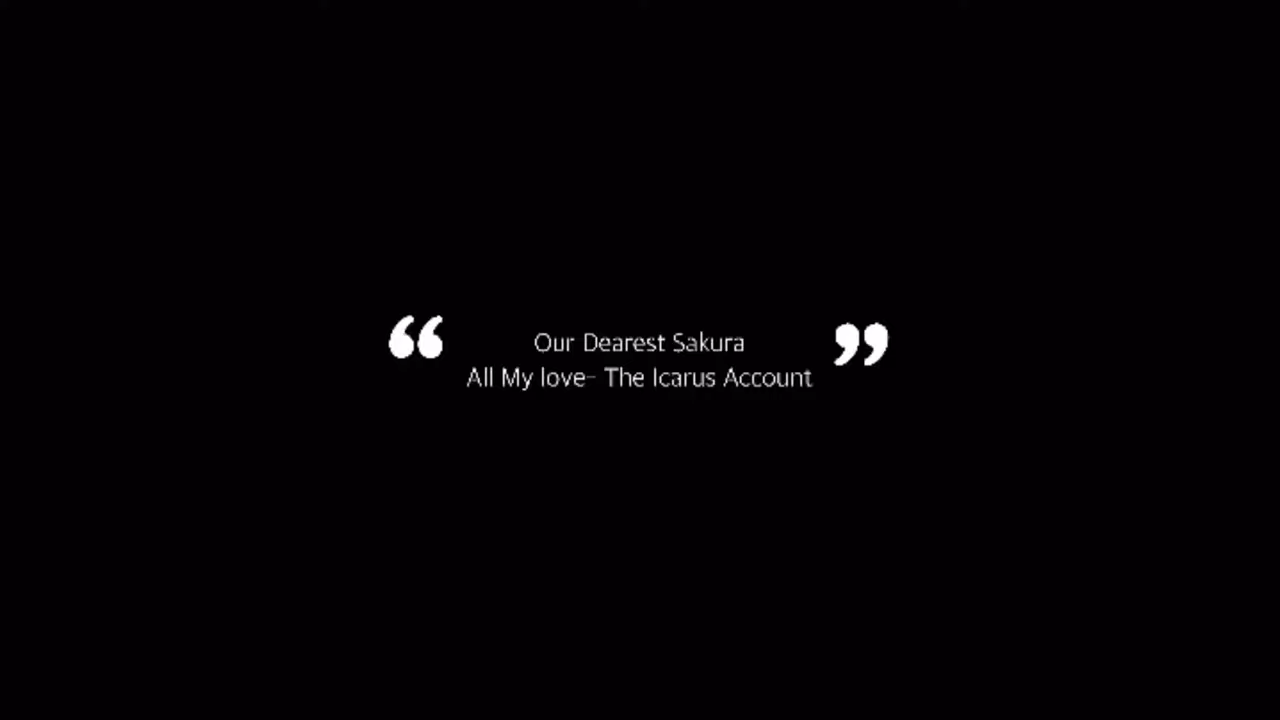 “ Our Dearest Sakura ”
All My love- The Icarus Account